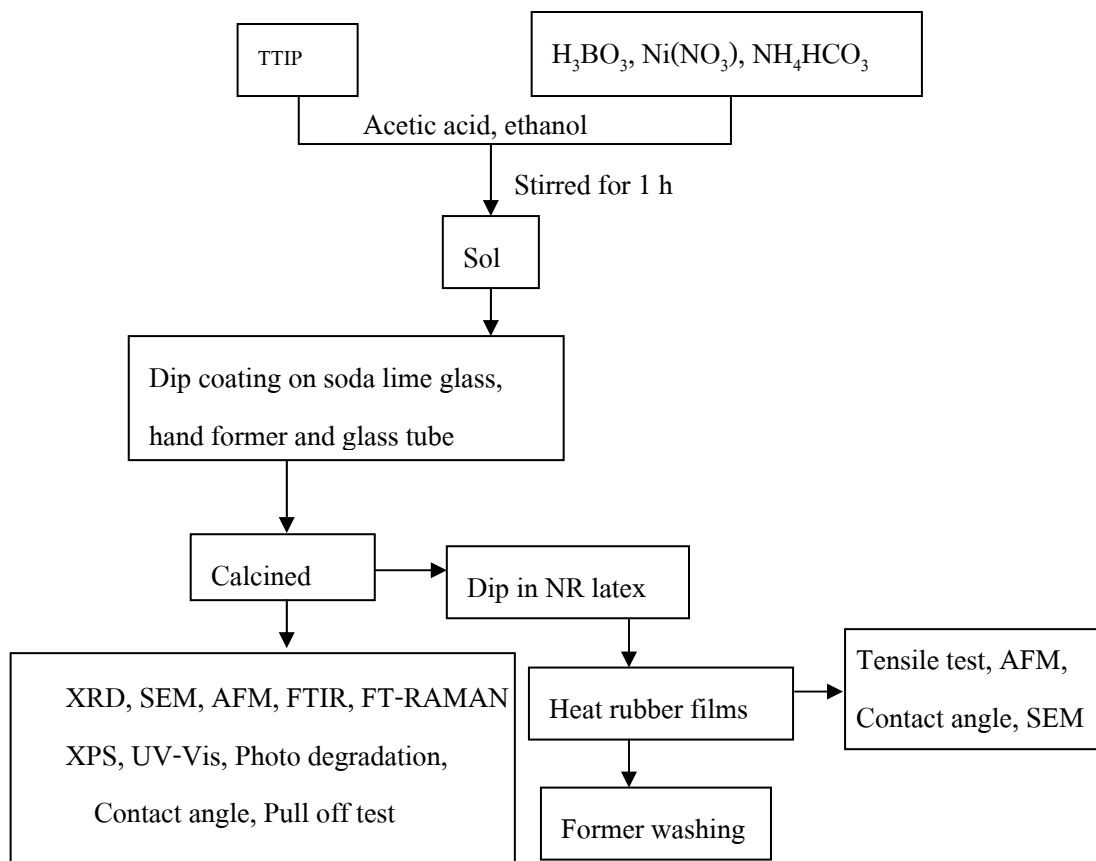 TTIP
H₃BO₃, Ni(NO₃), NH₄HCO₃
Acetic acid, ethanol
Stirred for 1 h
Sol
Dip coating on soda lime glass,
hand former and glass tube
Calcined
Dip in NR latex
XRD, SEM, AFM, FTIR, FT-RAMAN
XPS, UV-Vis, Photo degradation,
Contact angle, Pull off test
Heat rubber films
Tensile test, AFM,
Contact angle, SEM
Former washing